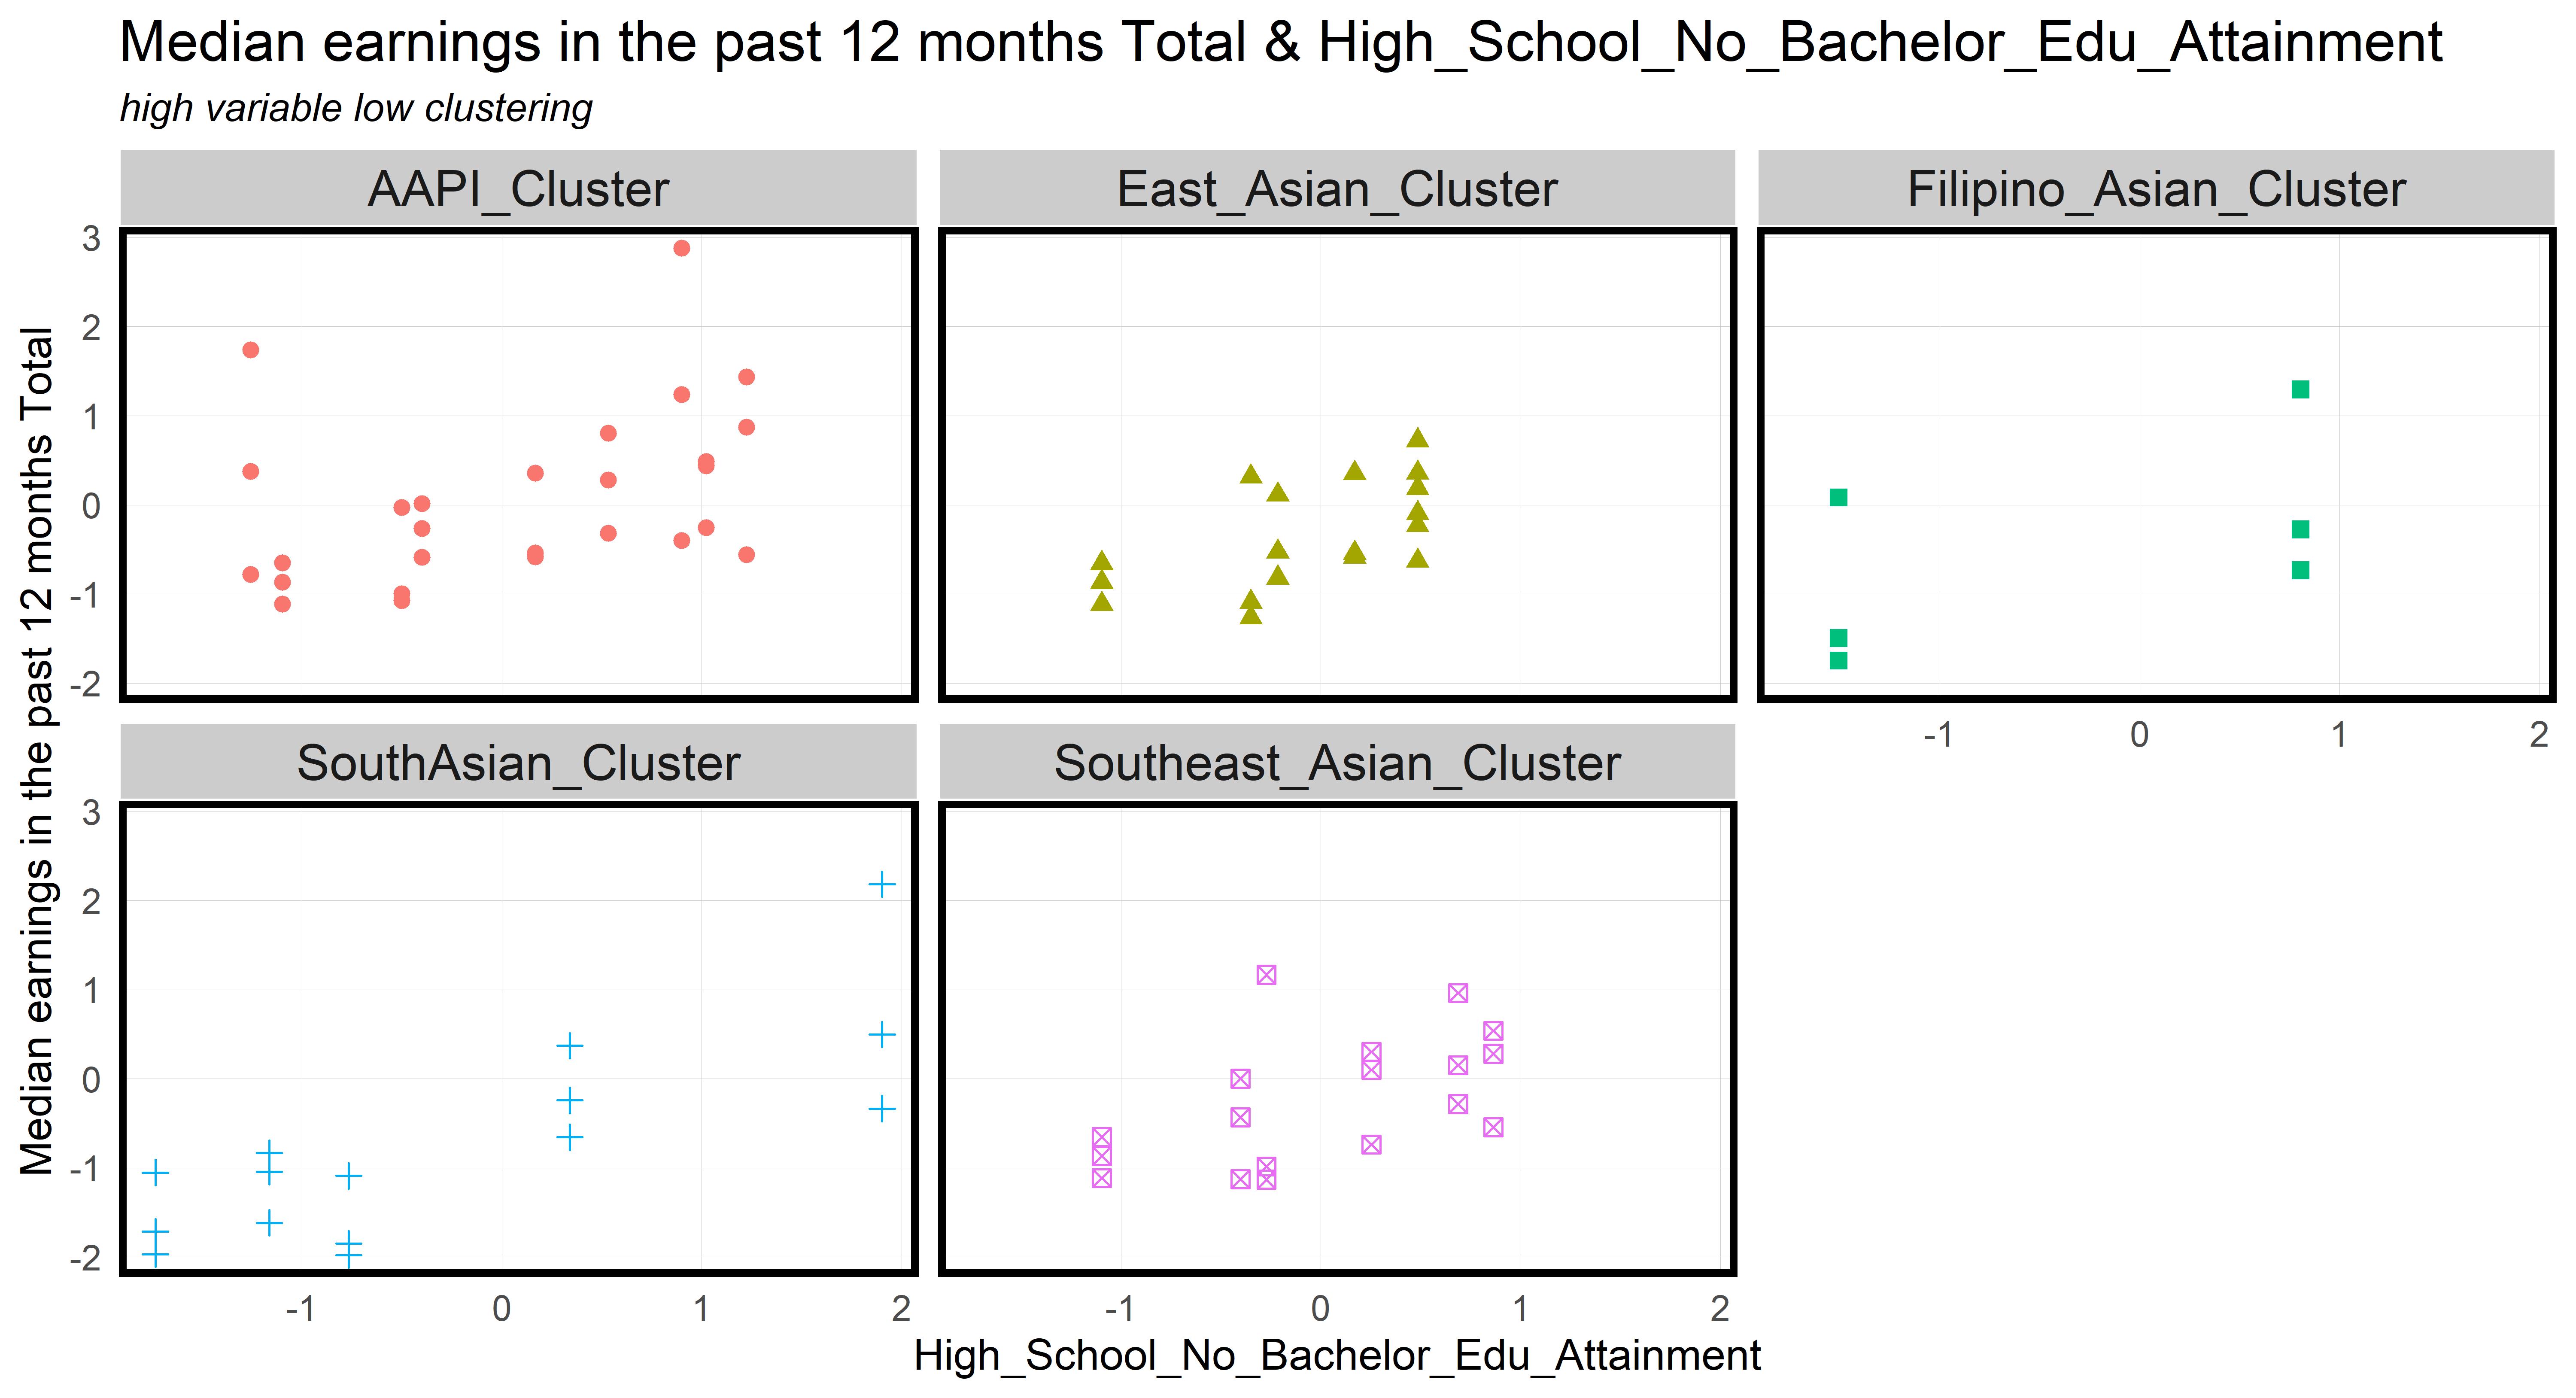 Median earnings in the past 12 months Total & High_School_No_Bachelor_Edu_Attainment
high variable low clustering
AAPI_Cluster
East_Asian_Cluster
Filipino_Asian_Cluster
Median earnings in the past 12 months Total
3
2
1
0
-1
-2
-1 0 1 2
SouthAsian_Cluster
Southeast_Asian_Cluster
3
2
1
0
-1
-2
-1 0 1 2
-1 0 1 2
High_School_No_Bachelor_Edu_Attainment